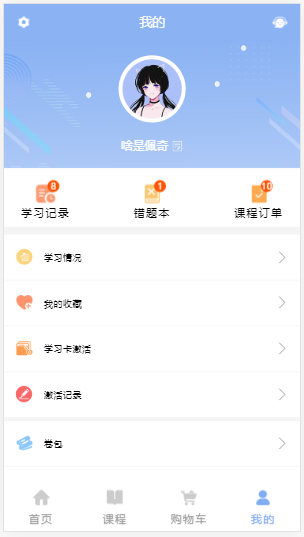 我的
啥是佩奇
8
1
10
学习记录
错题本
课程订单
学习情况
我的收藏
学习卡激活
激活记录
卷包
首页
课程
购物车
我的